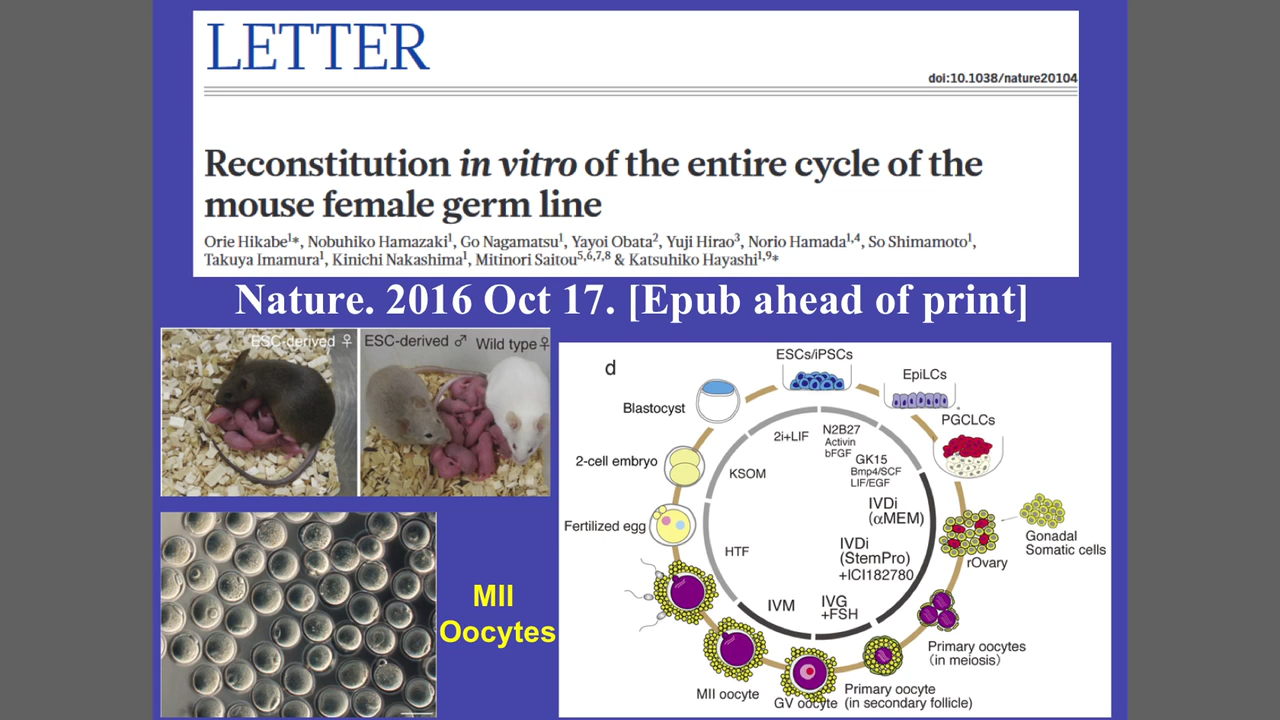 LETTER
doi:10.1038/nature20104
Reconstitution in vitro of the entire cycle of the
mouse female germ line
Orie Hikabe1*, Nobuhiko Hamazaki1, Go Nagamatsu1, Yayoi Obata2, Yuji Hirao3, Norio Hamada1,4, So Shimamoto1,
Takuya Imamura1, Kinichi Nakashima1, Mitinori Saitou5,6,7,8 & Katsuhiko Hayashi1,9*
Nature. 2016 Oct 17. [Epub ahead of print]
ESC-derived ♀
ESC-derived ♂
Wild type ♀
MII
Oocytes
d
ESCs/iPSCs
EpiLCs
PGCLCs
Gonadal
Somatic cells
rOvary
Primary oocytes
(in meiosis)
Primary oocyte
(in secondary follicle)
GV oocyte
MII oocyte
Fertilized egg
2-cell embryo
Blastocyst
2i+LIF
N2B27
Activin
bFGF
GK15
Bmp4/SCF
LIF/EGF
IVDi
(αMEM)
IVDi
(StemPro)
+ICI182780
IVG
+FSH
IVM
HTF
KSOM